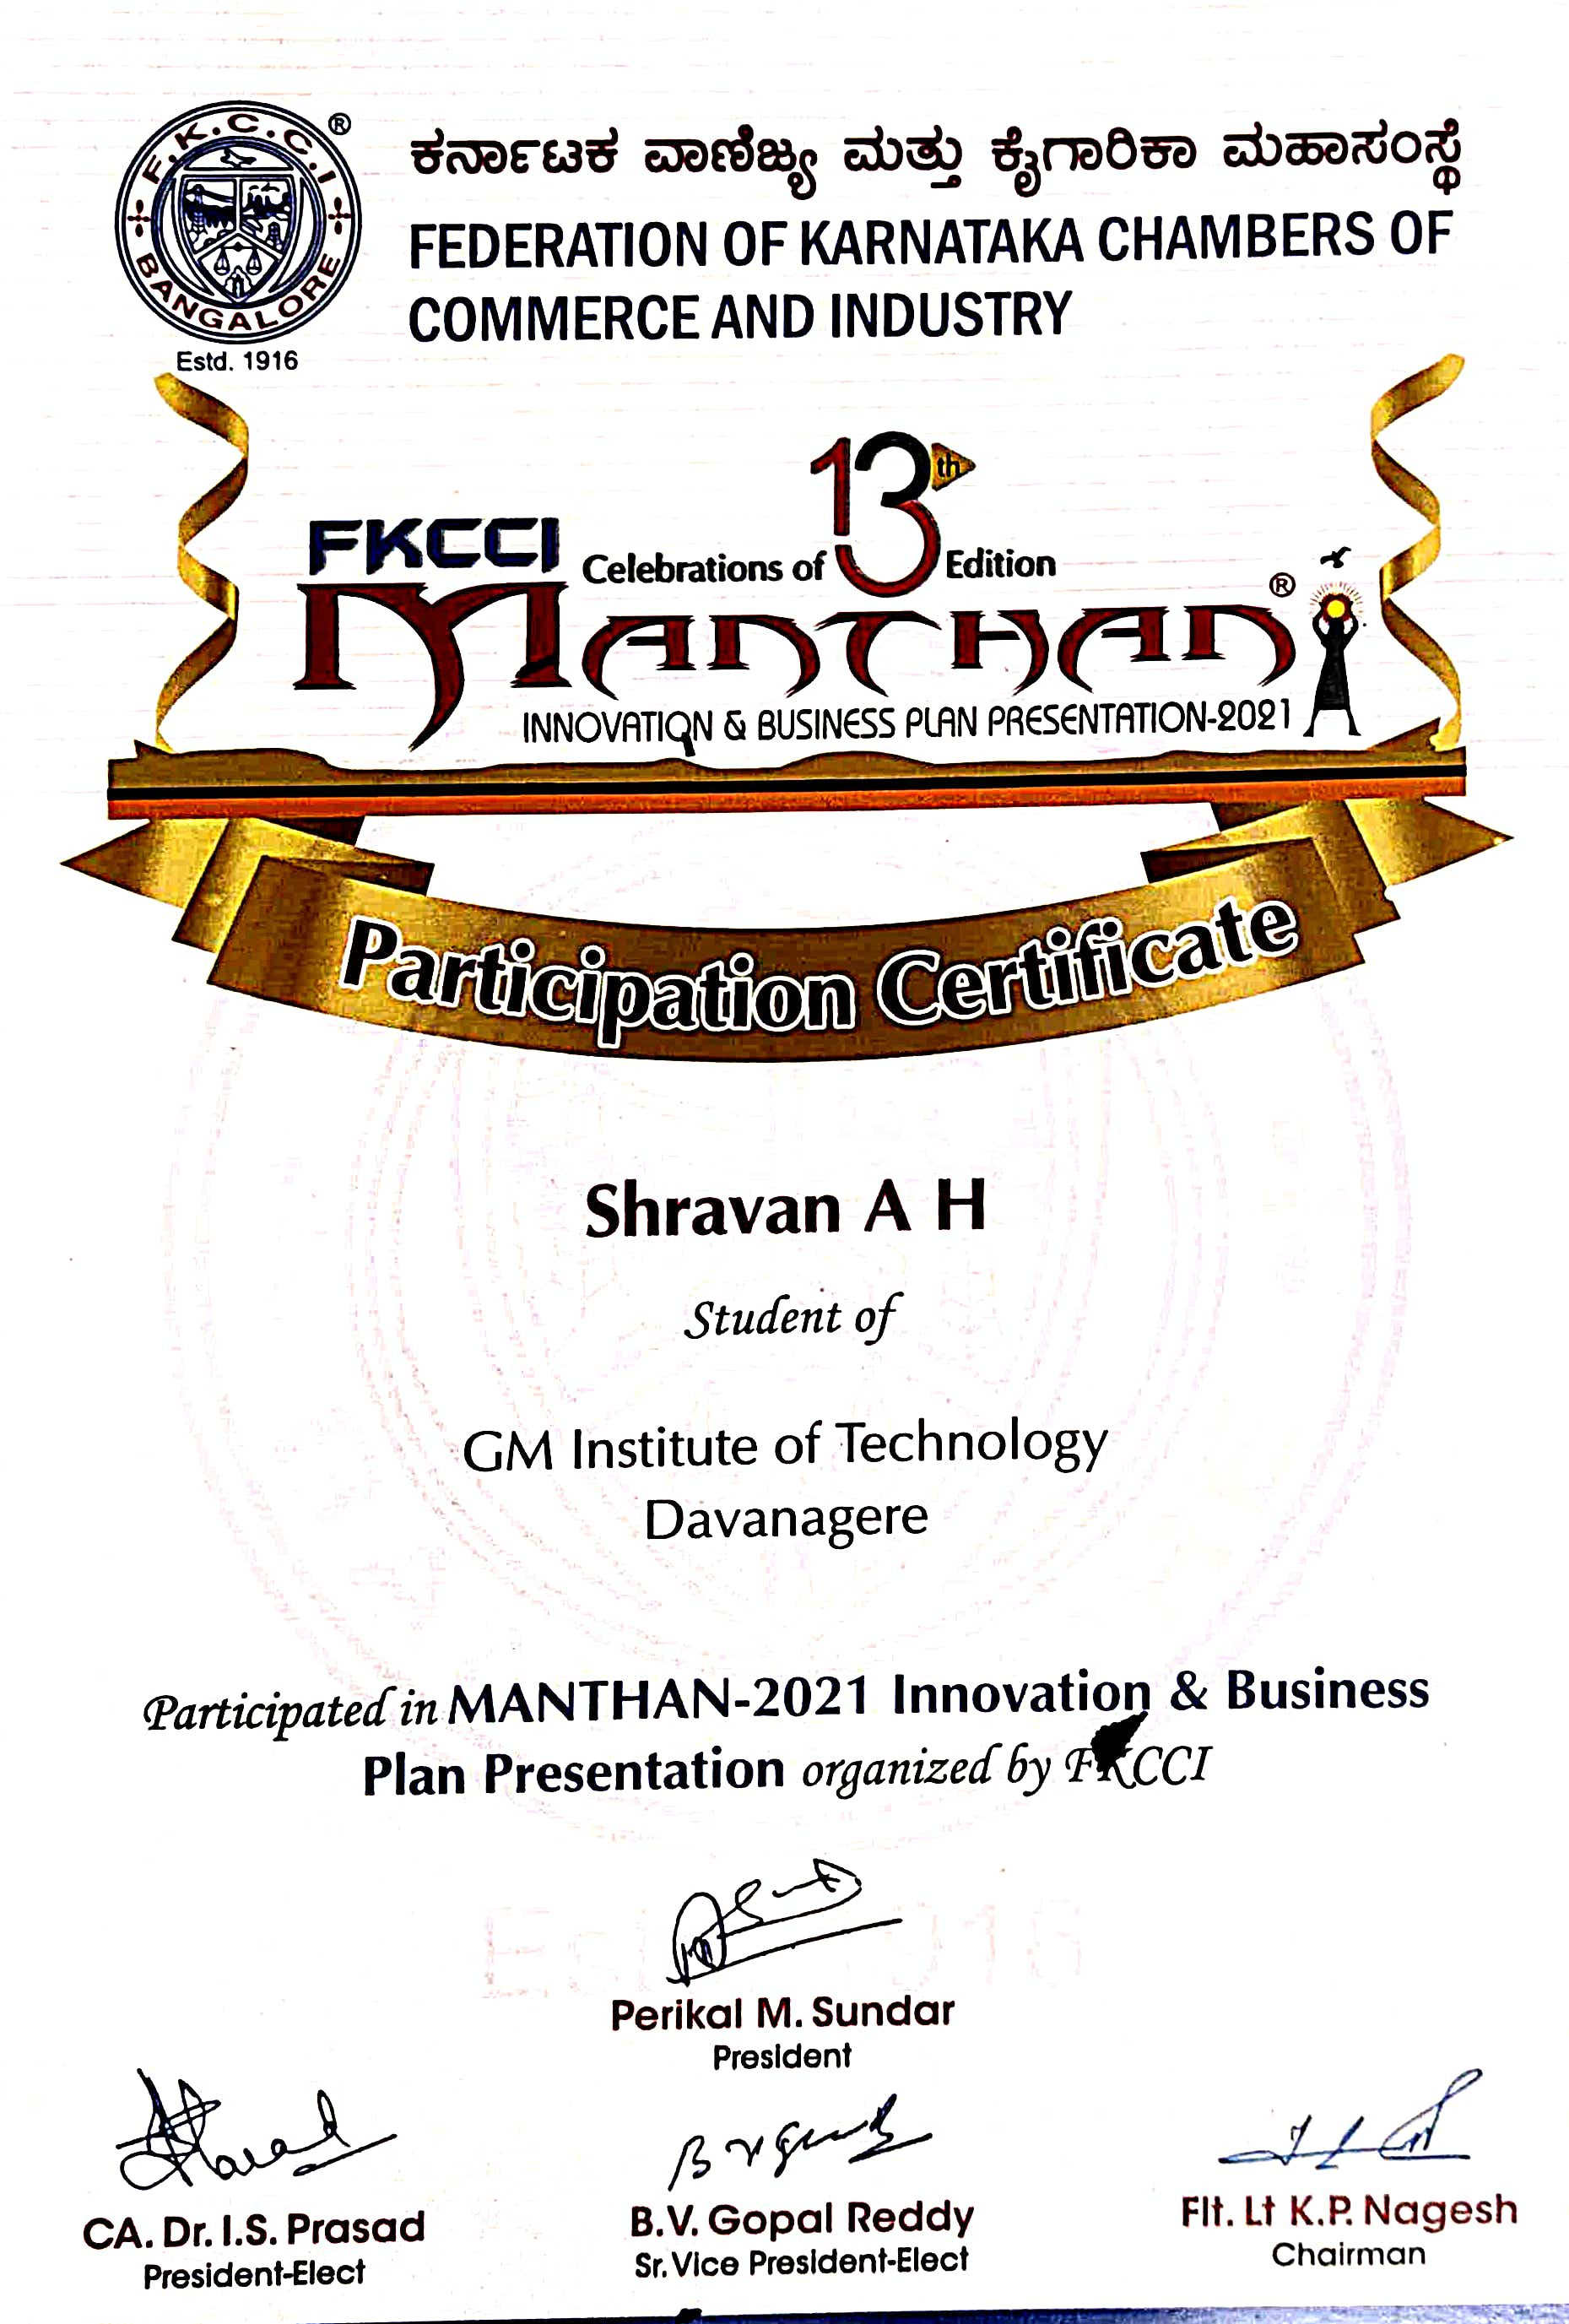 F.K.C.C.I
BANGALORE
®
Estd. 1916
ಕರ್ನಾಟಕ ವಾಣಿಜ್ಯ ಮತ್ತು ಕೈಗಾರಿಕಾ ಮಹಾಸಂಸ್ಥೆ
FEDERATION OF KARNATAKA CHAMBERS OF
COMMERCE AND INDUSTRY
FKCCI Celebrations of 13th Edition
MANTHAN ®
INNOVATION & BUSINESS PLAN PRESENTATION-2021
Participation Certificate
Shravan A H
Student of
GM Institute of Technology
Davanagere
Participated in MANTHAN-2021 Innovation & Business
Plan Presentation organized by FKCCI
Perikal M. Sundar
President
CA. Dr. I.S. Prasad
President-Elect
B.V. Gopal Reddy
Sr. Vice President-Elect
Flt. Lt K.P. Nagesh
Chairman